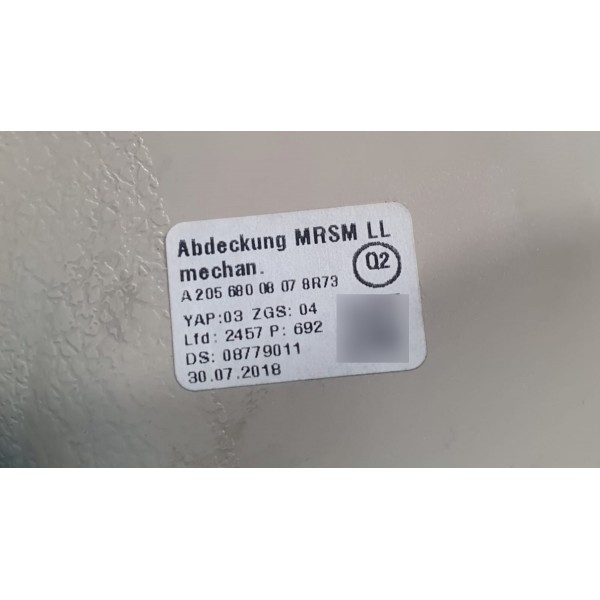 Abdeckung MRSM LL
mechan.
Q2
A 205 680 08 07 8R73
YAP:03 ZGS: 04
Lfd: 2457 P: 692
DS: 08779011
30.07.2018